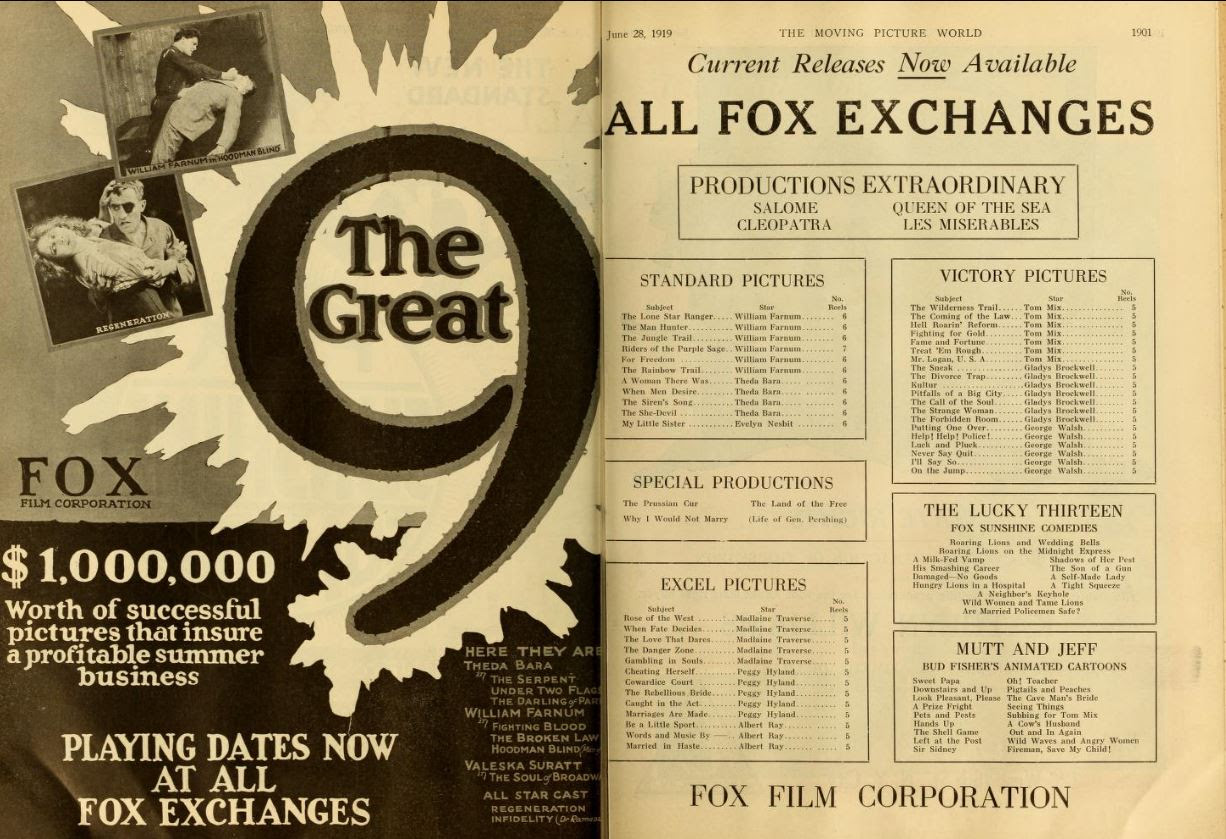 WILLIAM FARNUM in HOODMAN BLIND
REGENERATION
The
Great
9
FOX
FILM CORPORATION
$1,000,000
Worth of successful
pictures that insure
a profitable summer
business
PLAYING DATES NOW
AT ALL
FOX EXCHANGES
HERE THEY ARE
THEDA BARA
in THE SERPENT
UNDER TWO FLAGS
THE DARLING of PAR
WILLIAM FARNUM
in FIGHTING BLOOD
THE BROKEN LAW
HOODMAN BLIND
VALESKA SURATT
in THE SOUL of BROADW
ALL STAR CAST
REGENERATION
INFIDELITY
June 28, 1919 THE MOVING PICTURE WORLD 1901
Current Releases Now Available
ALL FOX EXCHANGES
PRODUCTIONS EXTRAORDINARY
SALOME QUEEN OF THE SEA
CLEOPATRA LES MISERABLES
STANDARD PICTURES
No.
Subject Star Reels
The Lone Star Ranger..... William Farnum........ 6
The Man Hunter........... William Farnum........ 6
The Jungle Trail......... William Farnum........ 6
Riders of the Purple Sage.. William Farnum........ 7
For Freedom ............. William Farnum........ 6
The Rainbow Trail........ William Farnum........ 6
A Woman There Was...... Theda Bara........... 6
When Men Desire......... Theda Bara........... 6
The Siren's Song......... Theda Bara........... 6
The She-Devil ........... Theda Bara........... 6
My Little Sister ......... Evelyn Nesbit ........ 6
SPECIAL PRODUCTIONS
The Prussian Cur The Land of the Free
Why I Would Not Marry (Life of Gen. Pershing)
EXCEL PICTURES
No.
Subject Star Reels
Rose of the West ........ Madlaine Traverse...... 5
When Fate Decides....... Madlaine Traverse...... 5
The Love That Dares..... Madlaine Traverse...... 5
The Danger Zone......... Madlaine Traverse...... 5
Gambling in Souls....... Madlaine Traverse...... 5
Cheating Herself......... Peggy Hyland.......... 5
Cowardice Court ......... Peggy Hyland.......... 5
The Rebellious Bride..... Peggy Hyland.......... 5
Caught in the Act........ Peggy Hyland.......... 5
Marriages Are Made..... Peggy Hyland.......... 5
Be a Little Sport......... Albert Ray............ 5
Words and Music By —.. Albert Ray............ 5
Married in Haste......... Albert Ray............ 5
VICTORY PICTURES
No.
Subject Star Reels
The Wilderness Trail..... Tom Mix.............. 5
The Coming of the Law.. Tom Mix.............. 5
Hell Roarin' Reform...... Tom Mix.............. 5
Fighting for Gold........ Tom Mix.............. 5
Fame and Fortune ....... Tom Mix.............. 5
Treat 'Em Rough......... Tom Mix.............. 5
Mr. Logan, U. S. A....... Tom Mix.............. 5
The Sneak .............. Gladys Brockwell...... 5
The Divorce Trap........ Gladys Brockwell...... 5
Kultur .................. Gladys Brockwell...... 5
Pitfalls of a Big City..... Gladys Brockwell...... 5
The Call of the Soul...... Gladys Brockwell...... 5
The Strange Woman..... Gladys Brockwell...... 5
The Forbidden Room..... Gladys Brockwell...... 5
Putting One Over........ George Walsh......... 5
Help! Help! Police!....... George Walsh......... 5
Luck and Pluck.......... George Walsh......... 5
Never Say Quit.......... George Walsh......... 5
I'll Say So............... George Walsh......... 5
On the Jump............ George Walsh......... 5
THE LUCKY THIRTEEN
FOX SUNSHINE COMEDIES
Roaring Lions and Wedding Bells
Roaring Lions on the Midnight Express
A Milk-Fed Vamp Shadows of Her Pest
His Smashing Career The Son of a Gun
Damaged—No Goods A Self-Made Lady
Hungry Lions in a Hospital A Tight Squeeze
A Neighbor's Keyhole
Wild Women and Tame Lions
Are Married Policemen Safe?
MUTT AND JEFF
BUD FISHER'S ANIMATED CARTOONS
Sweet Papa Oh! Teacher
Downstairs and Up Pigtails and Peaches
Look Pleasant, Please The Cave Man's Bride
A Prize Fright Seeing Things
Pets and Pests Subbing for Tom Mix
Hands Up A Cow's Husband
The Shell Game Out and In Again
Left at the Post Wild Waves and Angry Women
Sir Sidney Fireman, Save My Child!
FOX FILM CORPORATION